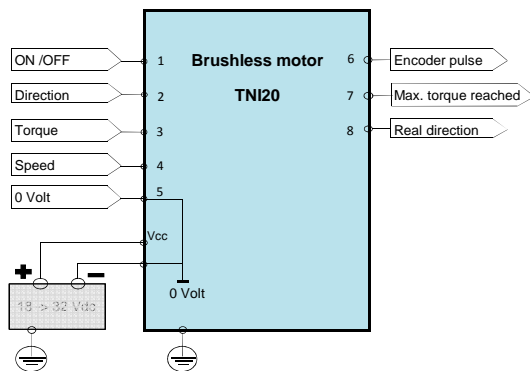 Brushless motor
TNI20
ON /OFF
1
Direction
2
Torque
3
Speed
4
0 Volt
5
6
Encoder pulse
7
Max. torque reached
8
Real direction
Vcc
+
−
18 -> 32 Vdc
0 Volt